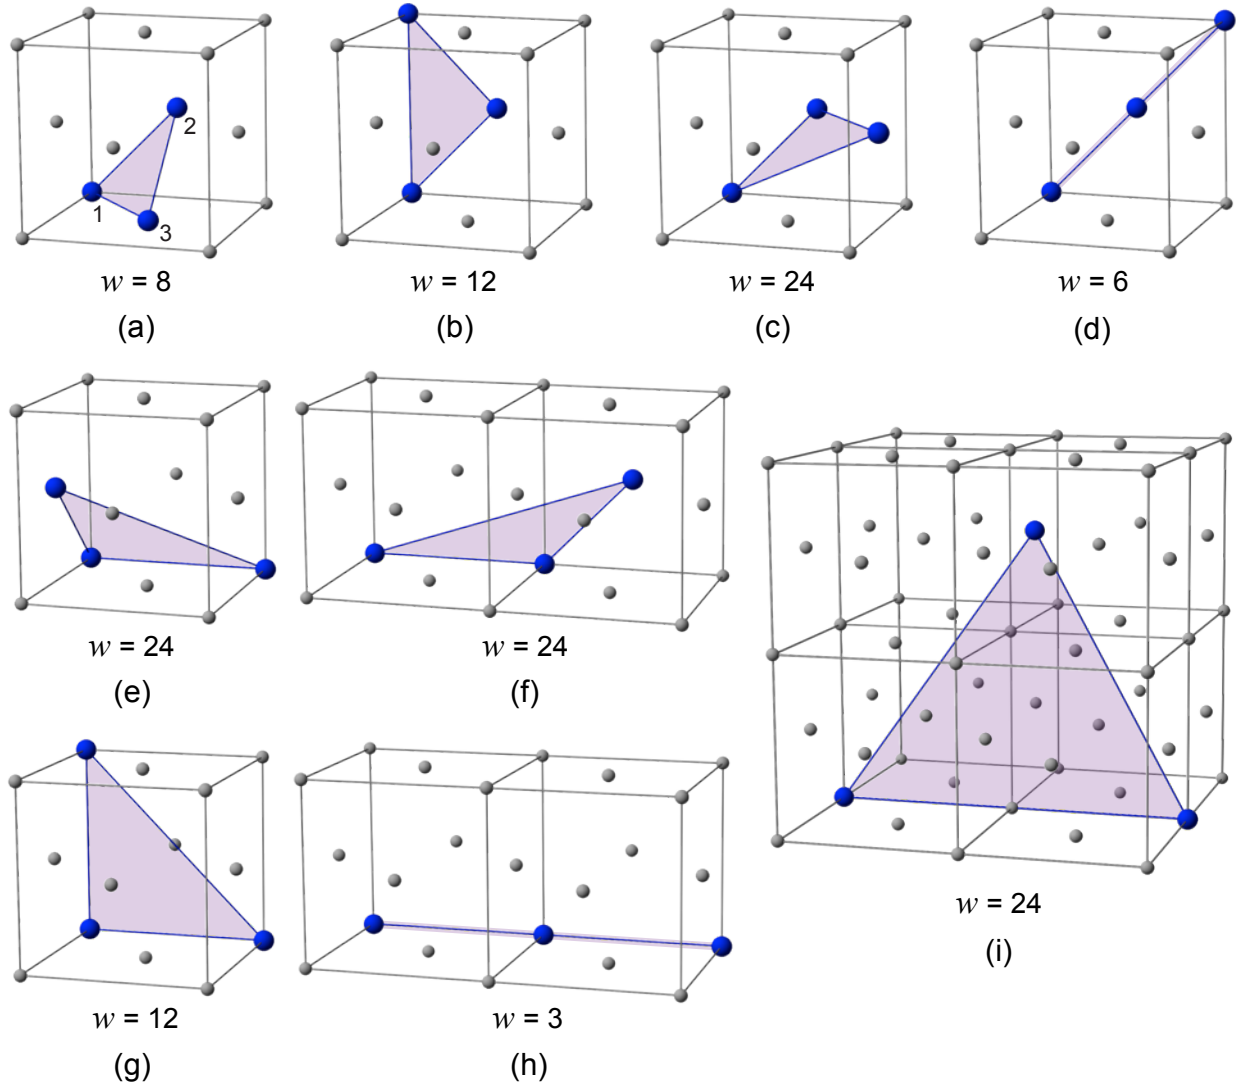 2
1
3
w = 8
w = 12
w = 24
w = 6
(a)
(b)
(c)
(d)
w = 24
w = 24
(e)
(f)
w = 24
(i)
w = 12
w = 3
(g)
(h)